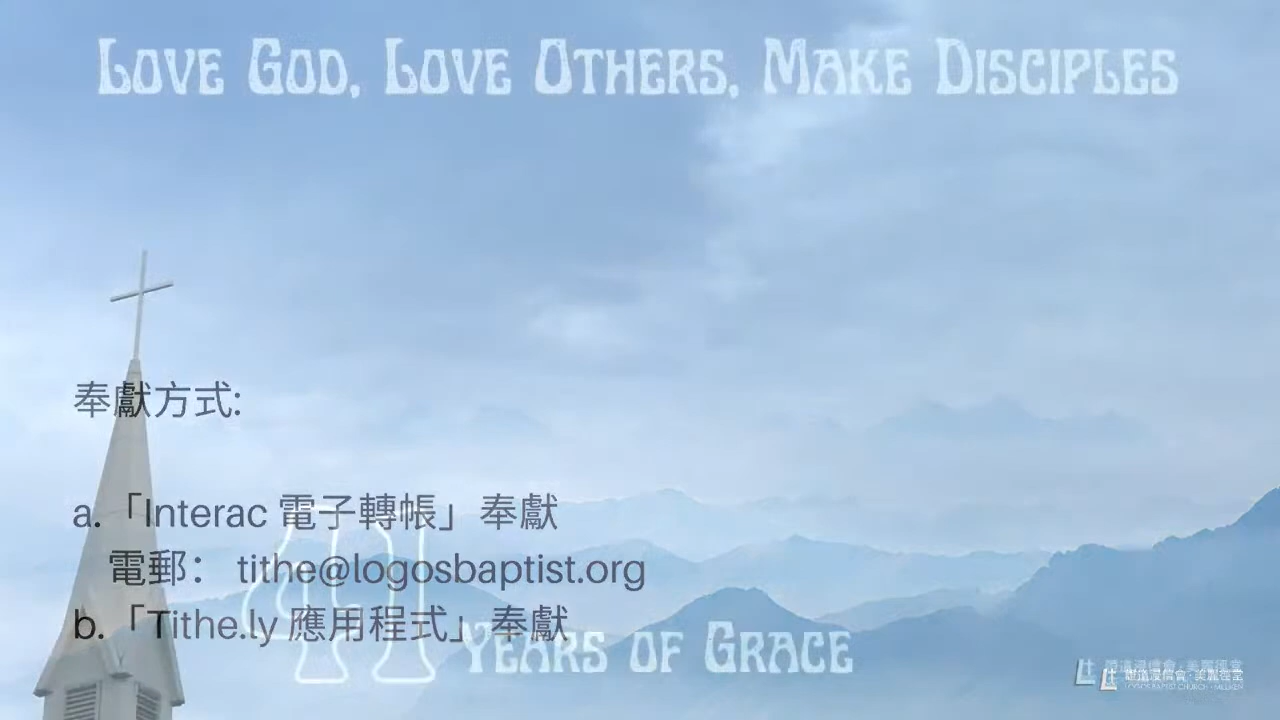 LOVE GOD, LOVE OTHERS, MAKE DISCIPLES
奉獻方式:
a.「Interac 電子轉帳」奉獻
電郵： tithe@logosbaptist.org
b.「Tithe.ly 應用程式」奉獻
41
YEARS OF GRACE